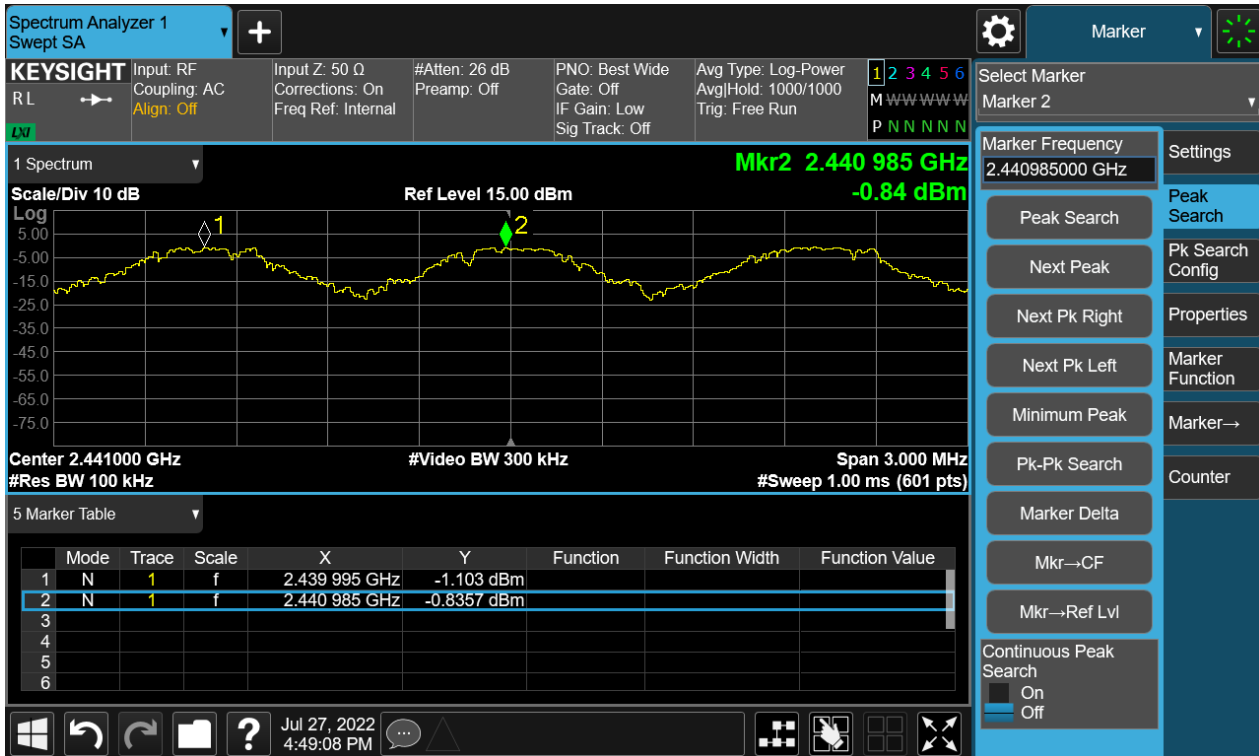 Spectrum Analyzer 1
Swept SA
Marker
KEYSIGHT
R L
LXI
Input: RF
Coupling: AC
Align: Off
Input Z: 50 Ω
Corrections: On
Freq Ref: Internal
#Atten: 26 dB
Preamp: Off
PNO: Best Wide
Gate: Off
IF Gain: Low
Sig Track: Off
Avg Type: Log-Power
Avg|Hold: 1000/1000
Trig: Free Run
1 2 3 4 5 6
M W W W W W
P N N N N N
Select Marker
Marker 2
1 Spectrum
Mkr2 2.440 985 GHz
-0.84 dBm
Scale/Div 10 dB
Ref Level 15.00 dBm
Log
5.00
-5.00
-15.0
-25.0
-35.0
-45.0
-55.0
-65.0
-75.0
1
2
Center 2.441000 GHz
#Video BW 300 kHz
Span 3.000 MHz
#Res BW 100 kHz
#Sweep 1.00 ms (601 pts)
5 Marker Table
Mode Trace Scale X Y Function Function Width Function Value
1 N 1 f 2.439 995 GHz -1.103 dBm
2 N 1 f 2.440 985 GHz -0.8357 dBm
3
4
5
6
Marker Frequency
2.440985000 GHz
Peak Search
Next Peak
Next Pk Right
Next Pk Left
Minimum Peak
Pk-Pk Search
Marker Delta
Mkr→CF
Mkr→Ref Lvl
Continuous Peak
Search
On
Off
Settings
Peak
Search
Pk Search
Config
Properties
Marker
Function
Marker→
Counter
?
Jul 27, 2022
4:49:08 PM